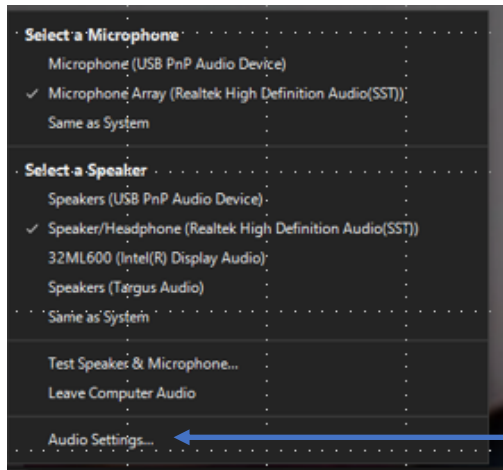 Select a Microphone
Microphone (USB PnP Audio Device)
Microphone Array (Realtek High Definition Audio(SST))
Same as System
Select a Speaker
Speakers (USB PnP Audio Device)
Speaker/Headphone (Realtek High Definition Audio(SST))
32ML600 (Intel(R) Display Audio)
Speakers (Targus Audio)
Same as System
Test Speaker & Microphone...
Leave Computer Audio
Audio Settings...